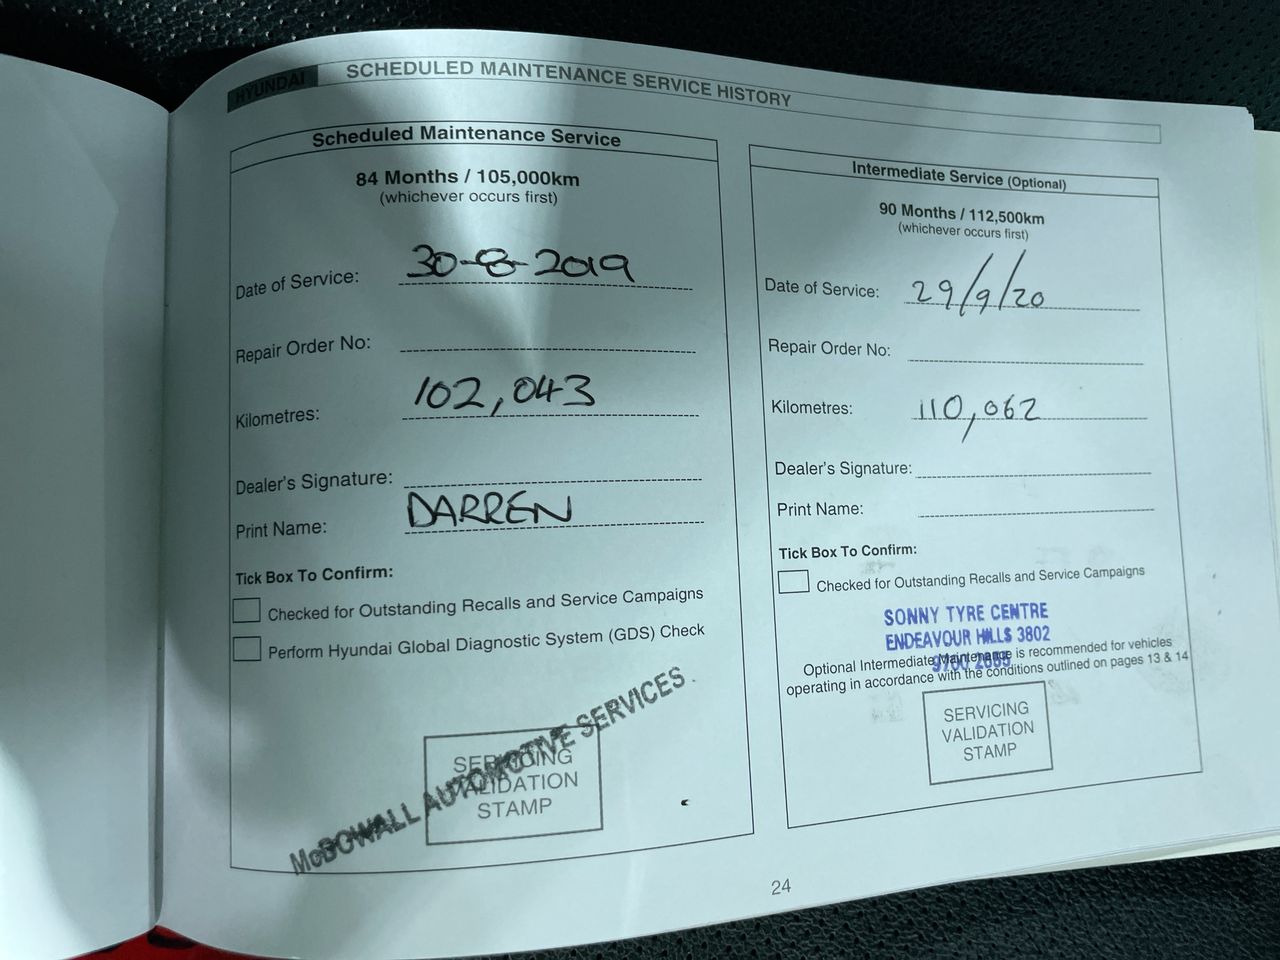 HYUNDAI SCHEDULED MAINTENANCE SERVICE HISTORY
Scheduled Maintenance Service
84 Months / 105,000km
(whichever occurs first)
Date of Service: 30-8-2019
Repair Order No:
Kilometres: 102,043
Dealer's Signature:
Print Name: DARREN
Tick Box To Confirm:
Checked for Outstanding Recalls and Service Campaigns
Perform Hyundai Global Diagnostic System (GDS) Check
SERVICING
VALIDATION
STAMP
McDOWALL AUTOMOTIVE SERVICES
Intermediate Service (Optional)
90 Months / 112,500km
(whichever occurs first)
Date of Service: 29/9/20
Repair Order No:
Kilometres: 110,062
Dealer's Signature:
Print Name:
Tick Box To Confirm:
Checked for Outstanding Recalls and Service Campaigns
SONNY TYRE CENTRE
ENDEAVOUR HILLS 3802
Optional Intermediate Maintenance is recommended for vehicles
operating in accordance with the conditions outlined on pages 13 & 14
SERVICING
VALIDATION
STAMP
24